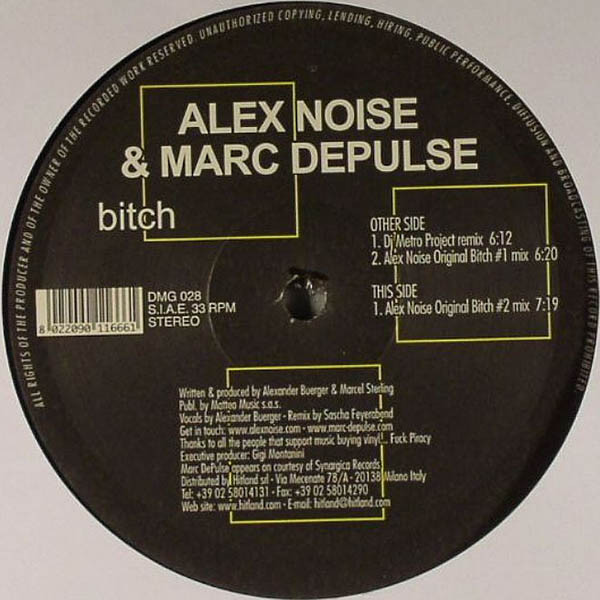 ALL RIGHTS OF THE PRODUCER AND OF THE OWNER OF THE RECORDED WORK RESERVED. UNAUTHORIZED COPYING, LENDING, HIRING, PUBLIC PERFORMANCE, DIFFUSION AND BROADCASTING OF THIS RECORD PROHIBITED
ALEX NOISE
& MARC DEPULSE
bitch
OTHER SIDE
1. Dj Metro Project remix 6:12
2. Alex Noise Original Bitch #1 mix 6:20
THIS SIDE
1. Alex Noise Original Bitch #2 mix 7:19
8 022090 116661
DMG 028
S.I.A.E. 33 RPM
STEREO
Written & produced by Alexander Buerger & Marcel Sterling
Publ. by Matteo Music s.a.s.
Vocals by Alexander Buerger - Remix by Sascha Feyerabend
Get in touch: www.alexnoise.com - www.marc-depulse.com
Thanks to all the people that support music buying vinyl... Fuck Piracy
Executive producer: Gigi Montanini
Marc DePulse appears on courtesy of Synargica Records
Distributed by Hitland srl - Via Mecenate 78/A - 20138 Milano Italy
Tel: +39 02 58014131 - Fax: +39 02 58014290
Web site: www.hitland.com - E-mail: hitland@hitland.com